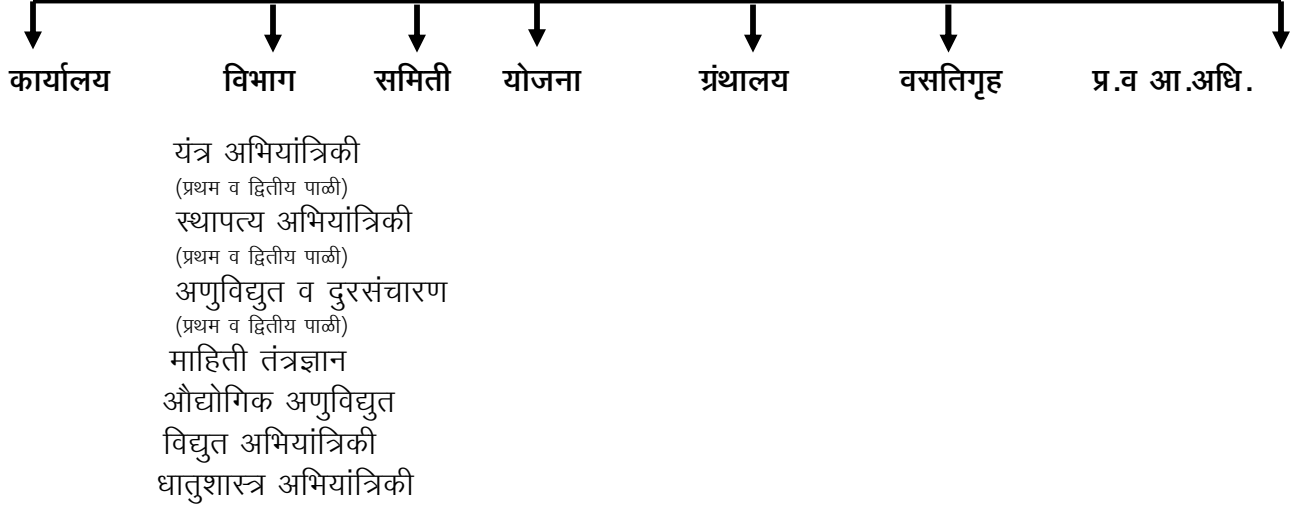 कार्यालय विभाग समिती योजना ग्रंथालय वसतिगृह प्र.व आ.अधि.
यंत्र अभियांत्रिकी
(प्रथम व द्वितीय पाळी)
स्थापत्य अभियांत्रिकी
(प्रथम व द्वितीय पाळी)
अणुविद्युत व दुरसंचारण
(प्रथम व द्वितीय पाळी)
माहिती तंत्रज्ञान
औद्योगिक अणुविद्युत
विद्युत अभियांत्रिकी
धातुशास्त्र अभियांत्रिकी